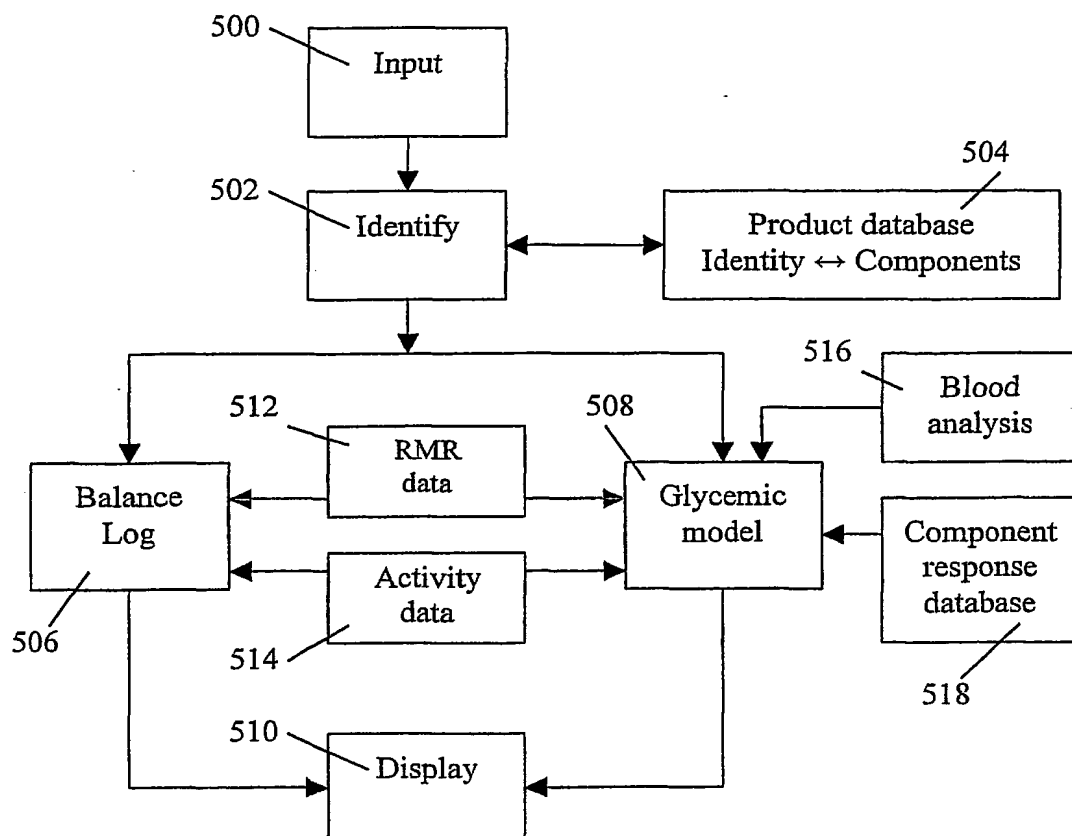 500
Input
502
Identify
504
Product database
Identity ↔ Components
516
Blood
analysis
512
RMR
data
508
Glycemic
model
Balance
Log
506
Activity
data
514
Component
response
database
518
510
Display